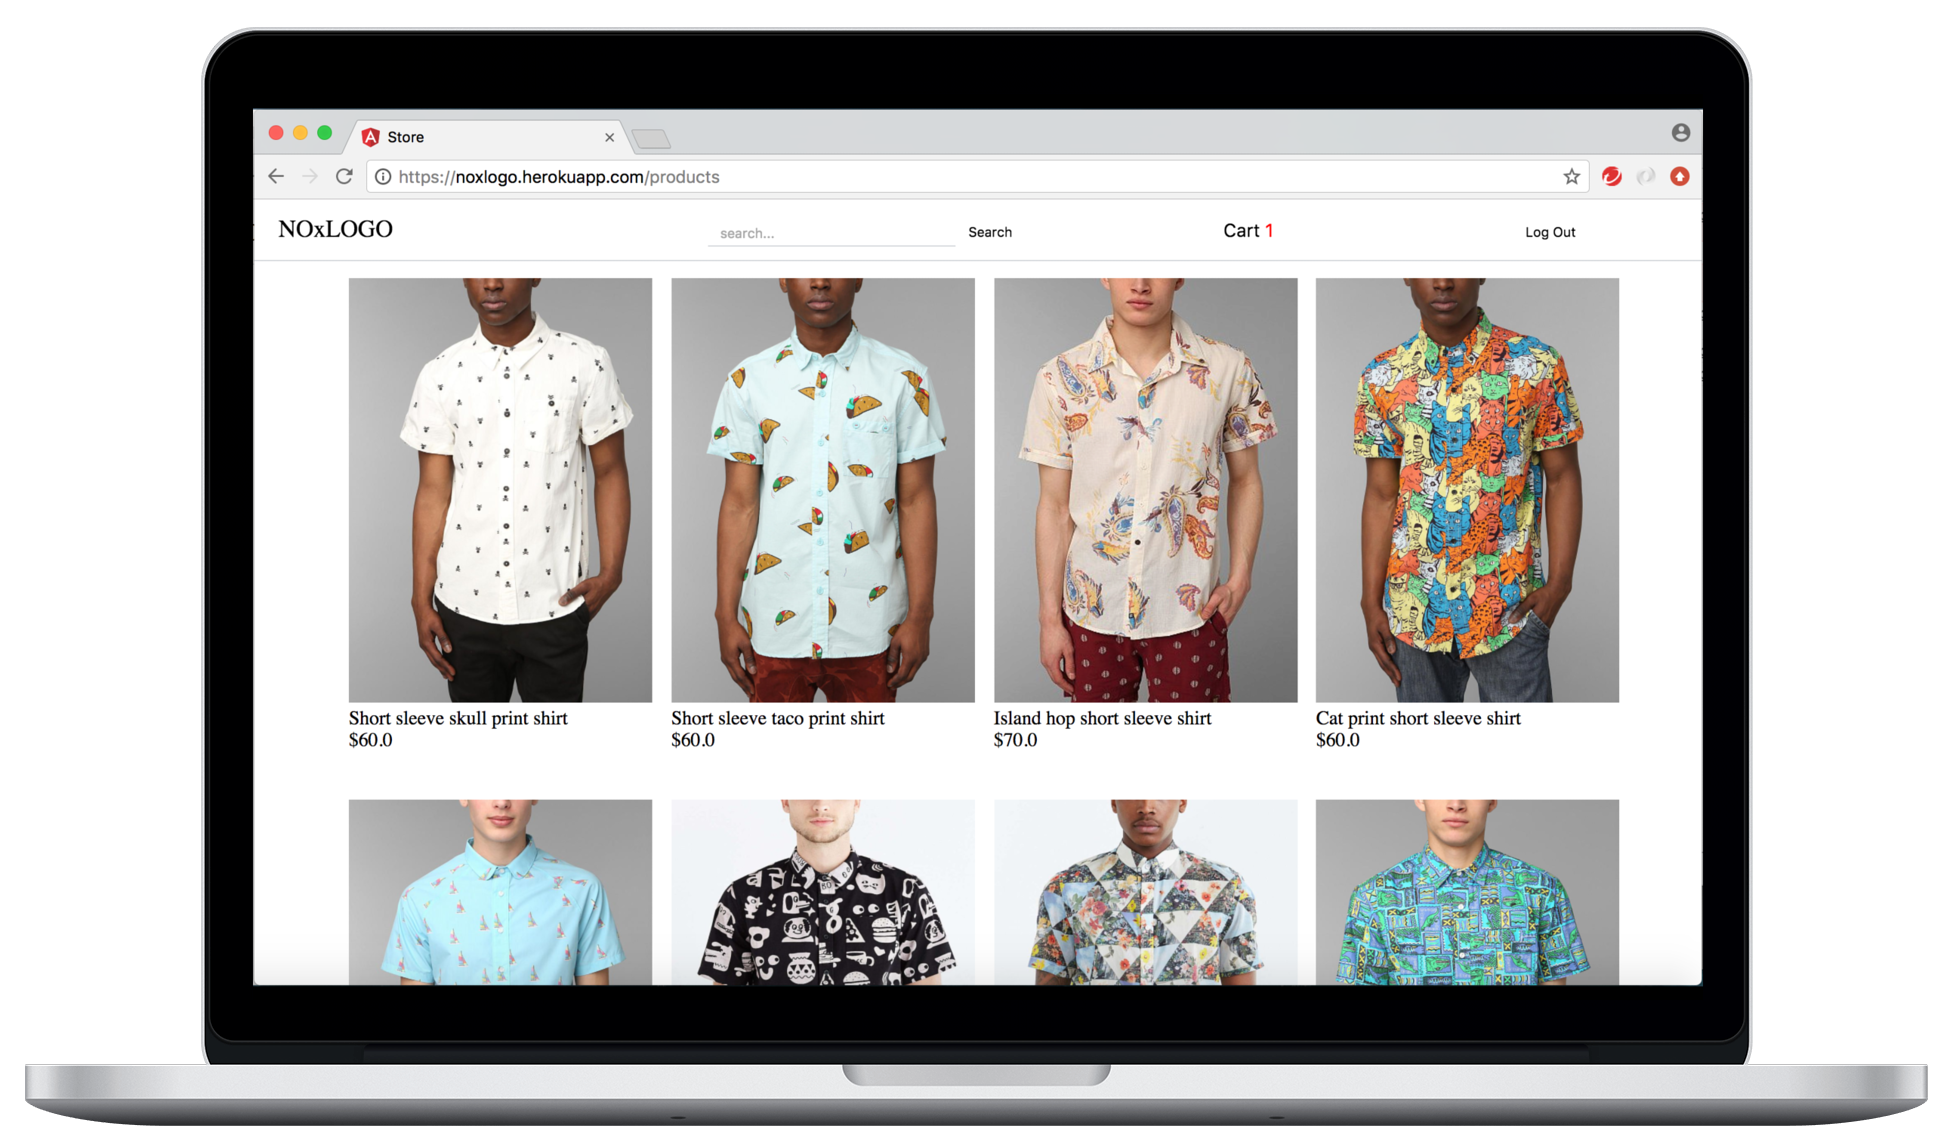 Store
https://noxlogo.herokuapp.com/products
NOxLOGO
search...
Search
Cart 1
Log Out
Short sleeve skull print shirt
$60.0
Short sleeve taco print shirt
$60.0
Island hop short sleeve shirt
$70.0
Cat print short sleeve shirt
$60.0